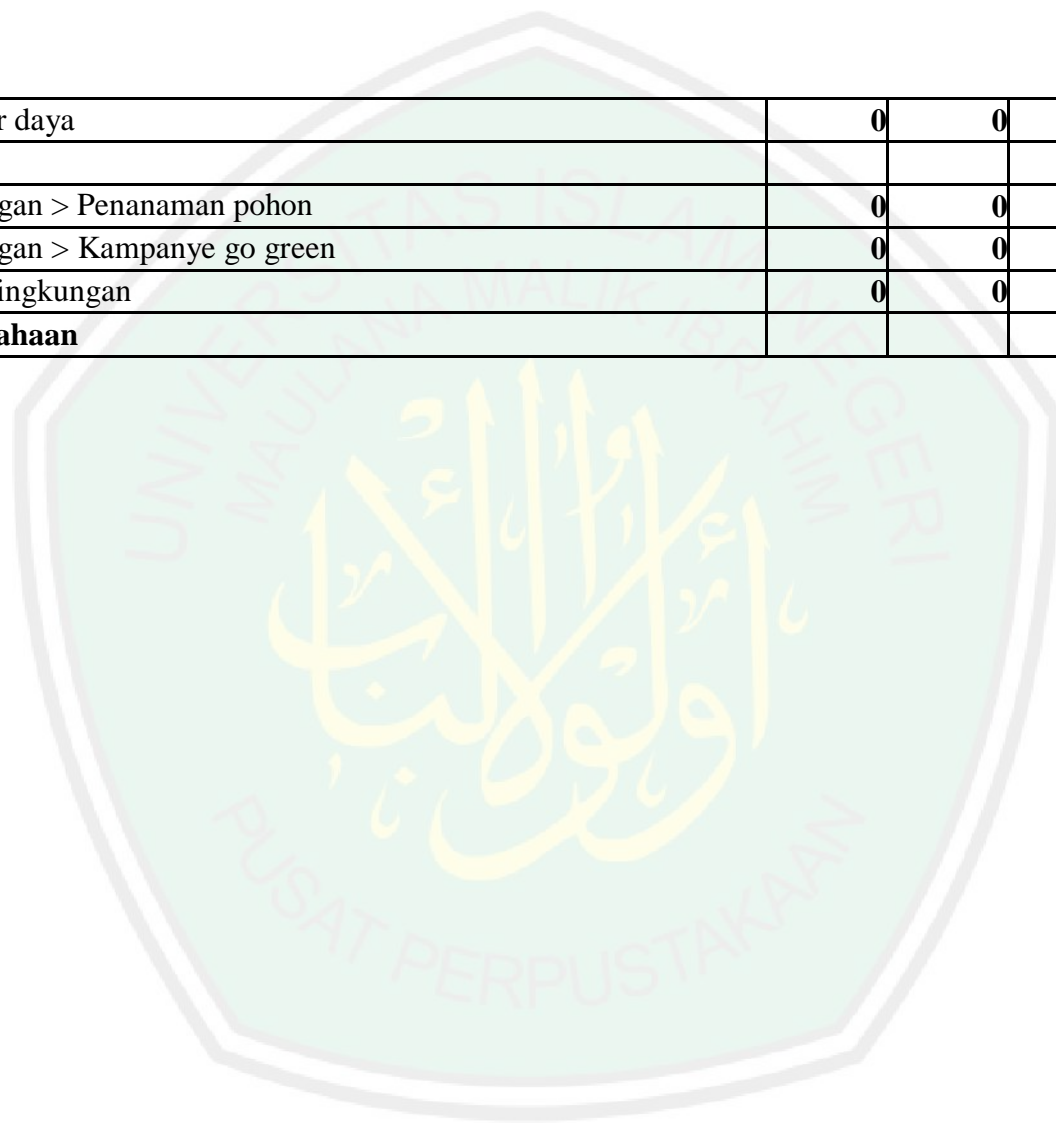 r daya 0 0
gan > Penanaman pohon 0 0
gan > Kampanye go green 0 0
ingkungan 0 0
ahaan
UNIVERSITAS ISLAM NEGERI
MAULANA MALIK IBRAHIM
PUSAT PERPUSTAKAAN